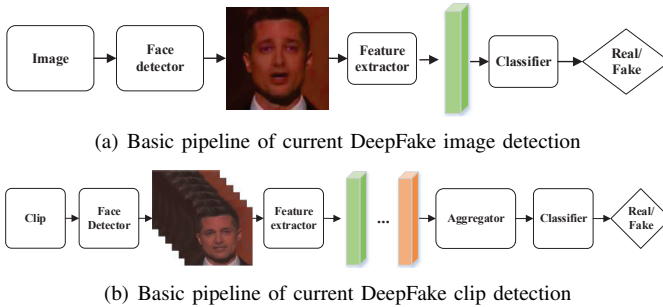 Image
Face
detector
Feature
extractor
Classifier
Real/
Fake
(a) Basic pipeline of current DeepFake image detection
Clip
Face
Detector
Feature
extractor
...
Aggregator
Classifier
Real/
Fake
(b) Basic pipeline of current DeepFake clip detection